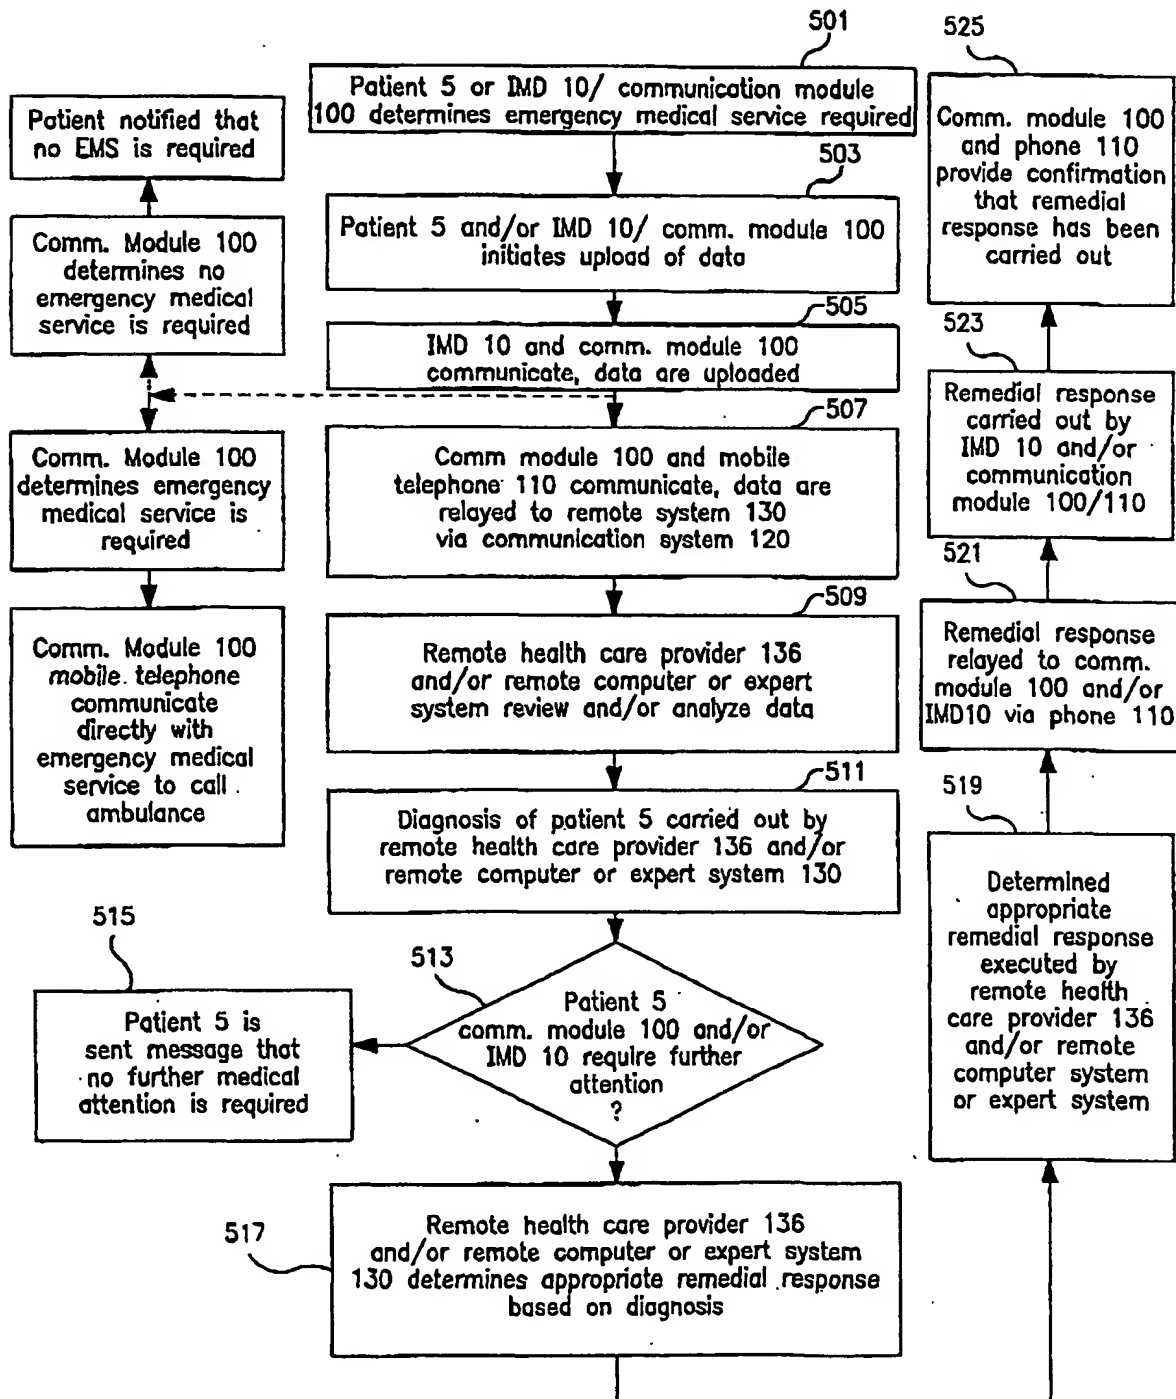 501
Patient 5 or IMD 10/ communication module
100 determines emergency medical service required
503
Patient 5 and/or IMD 10/ comm. module 100
initiates upload of data
505
IMD 10 and comm. module 100
communicate, data are uploaded
Patient notified that
no EMS is required
Comm. Module 100
determines no
emergency medical
service is required
Comm. Module 100
determines emergency
medical service is
required
Comm. Module 100
mobile telephone
communicate
directly with
emergency medical
service to call
ambulance
507
Comm module 100 and mobile
telephone 110 communicate, data are
relayed to remote system 130
via communication system 120
509
Remote health care provider 136
and/or remote computer or expert
system review and/or analyze data
511
Diagnosis of patient 5 carried out by
remote health care provider 136 and/or
remote computer or expert system 130
513
Patient 5
comm. module 100 and/or
IMD 10 require further
attention
?
515
Patient 5 is
sent message that
no further medical
attention is required
517
Remote health care provider 136
and/or remote computer or expert system
130 determines appropriate remedial response
based on diagnosis
519
Determined
appropriate
remedial response
executed by
remote health
care provider 136
and/or remote
computer system
or expert system
521
Remedial response
relayed to comm.
module 100 and/or
IMD10 via phone 110
523
Remedial response
carried out by
IMD 10 and/or
communication
module 100/110
525
Comm. module 100
and phone 110
provide confirmation
that remedial
response has been
carried out